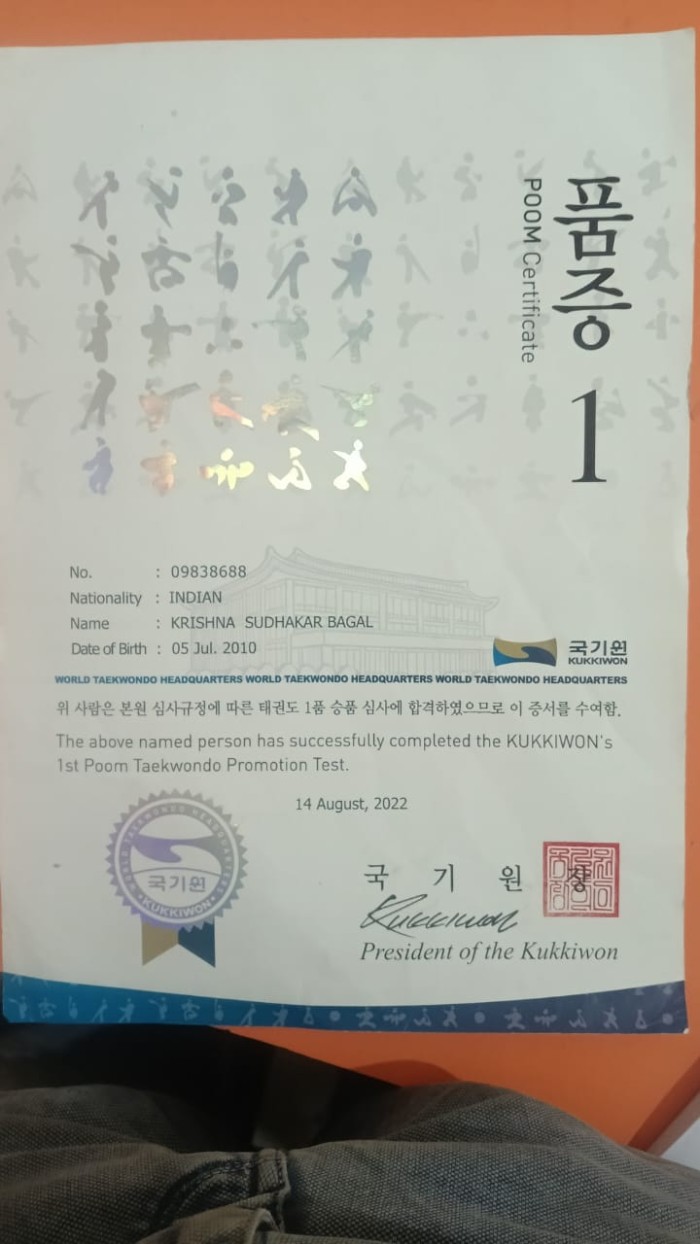 품증
POOM Certificate
1
No. : 09838688
Nationality : INDIAN
Name : KRISHNA SUDHAKAR BAGAL
Date of Birth : 05 Jul. 2010
국기원
KUKKIWON
WORLD TAEKWONDO HEADQUARTERS WORLD TAEKWONDO HEADQUARTERS WORLD TAEKWONDO HEADQUARTERS
위 사람은 본원 심사규정에 따른 태권도 1품 승품 심사에 합격하였으므로 이 증서를 수여함.
The above named person has successfully completed the KUKKIWON's
1st Poom Taekwondo Promotion Test.
14 August, 2022
WORLD TAEKWONDO HEADQUARTERS
국기원
KUKKIWON
국 기 원 장
Kukkiwon
President of the Kukkiwon